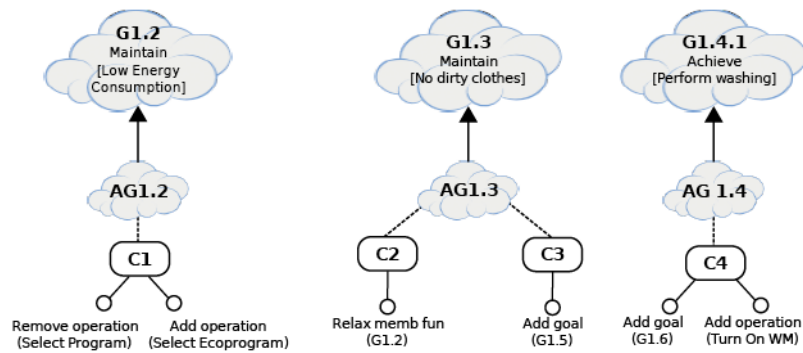 G1.2
Maintain
[Low Energy
Consumption]
G1.3
Maintain
[No dirty clothes]
G1.4.1
Achieve
[Perform washing]
AG1.2
AG1.3
AG 1.4
C1
C2
C3
C4
Remove operation
(Select Program)
Add operation
(Select Ecoprogram)
Relax memb fun
(G1.2)
Add goal
(G1.5)
Add goal
(G1.6)
Add operation
(Turn On WM)